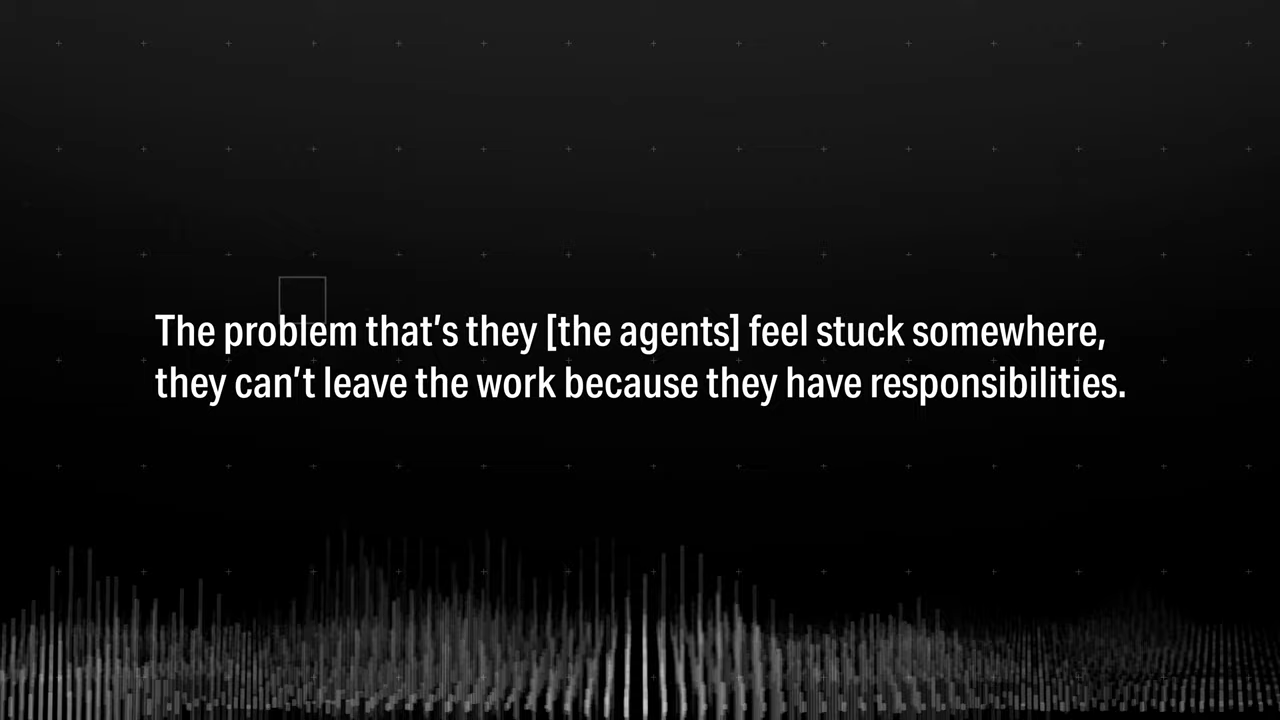 The problem that’s they [the agents] feel stuck somewhere,
they can’t leave the work because they have responsibilities.